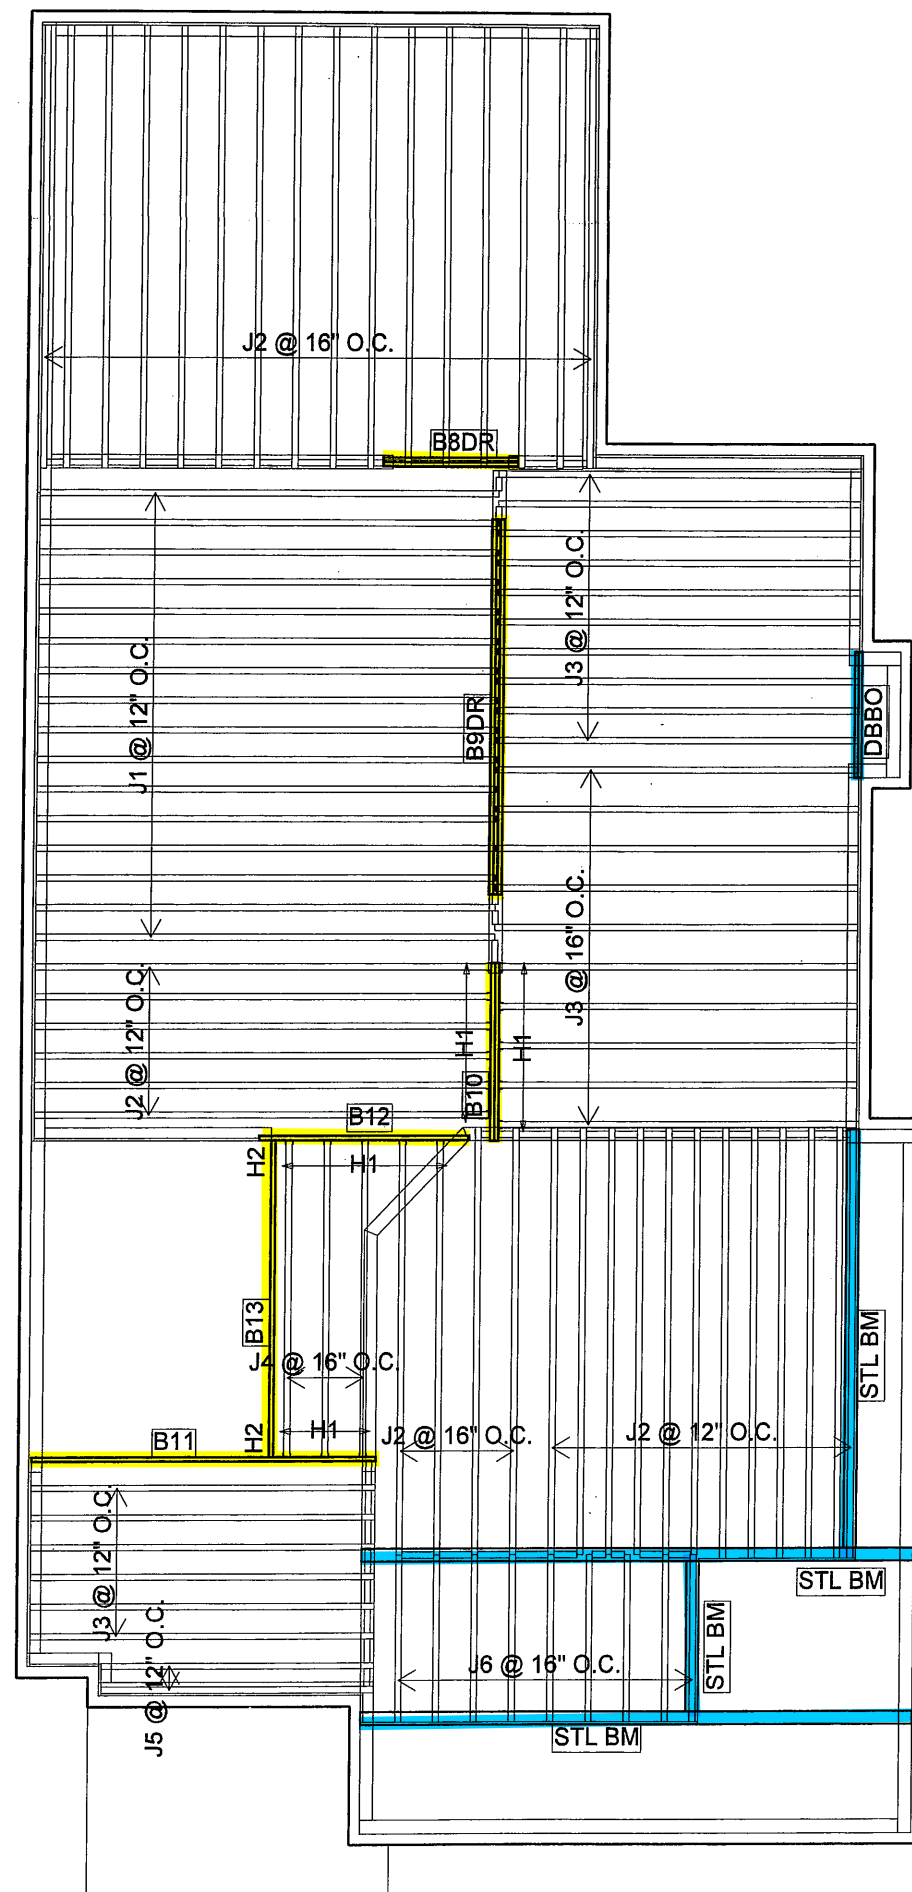 J2 @ 16" O.C.
B8DR
J3 @ 12" O.C.
J1 @ 12" O.C.
B9DR
DBBO
J3 @ 16" O.C.
J2 @ 12" O.C.
H1
H1
B10
B12
H2
H1
B13
J4 @ 16" O.C.
STL BM
H2
H1
B11
J2 @ 16" O.C.
J2 @ 12" O.C.
J3 @ 12" O.C.
STL BM
STL BM
J6 @ 16" O.C.
J5 @ 12" O.C.
STL BM